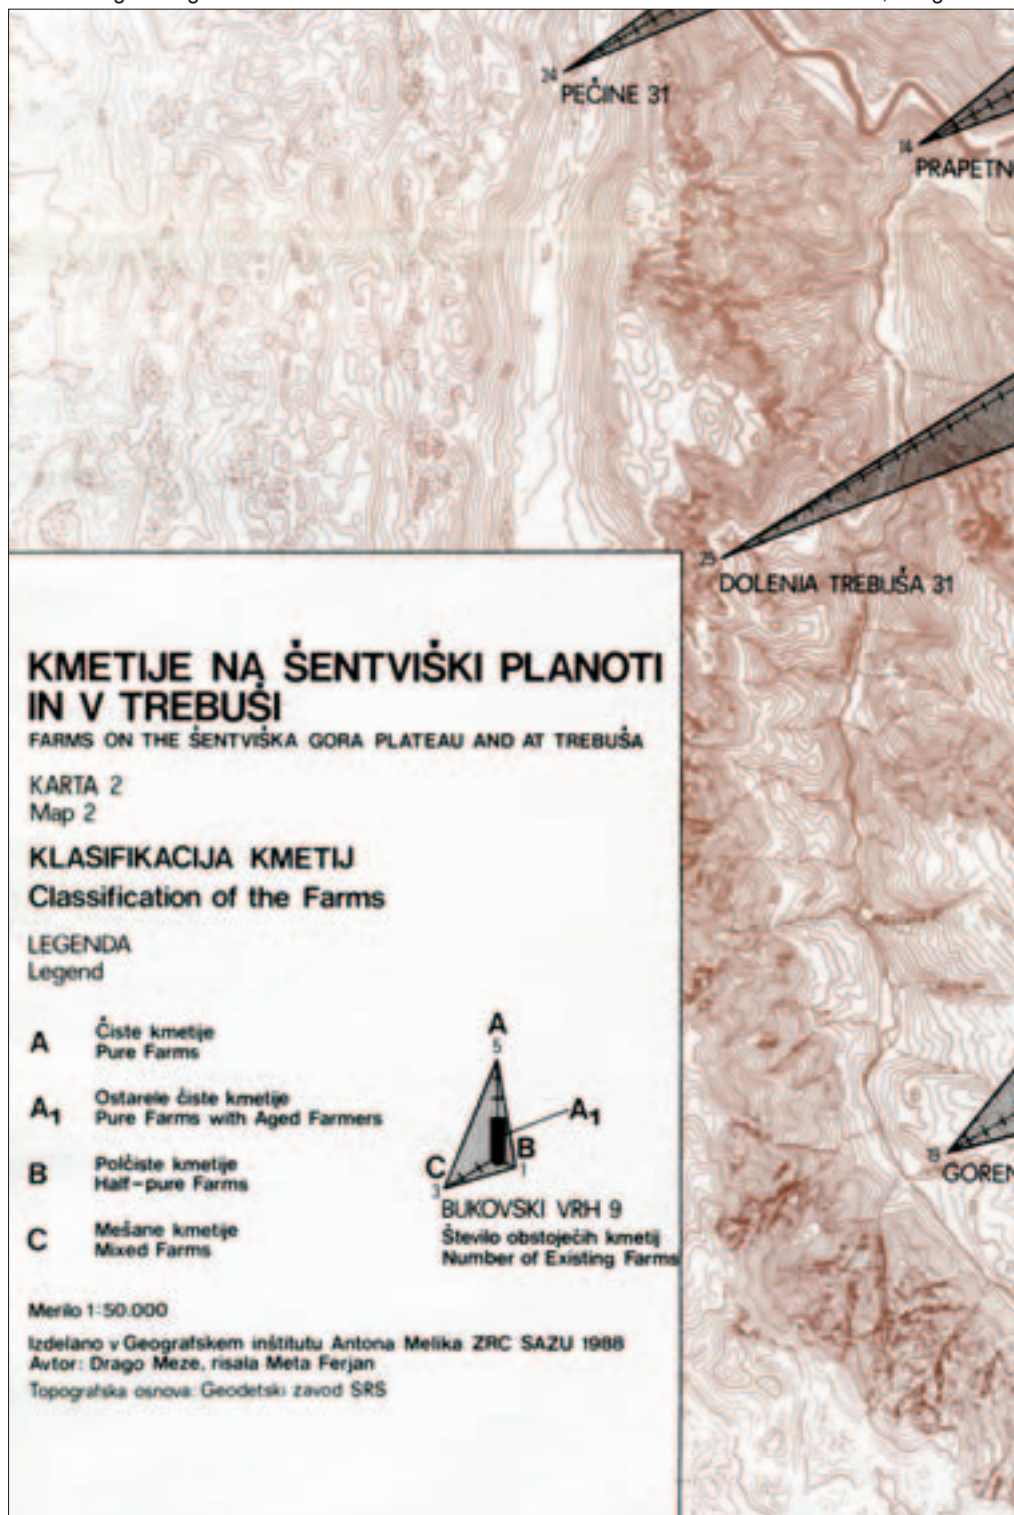 24
PEČINE 31
14
25
DOLENJA TREBUŠA 31
KMETIJE NA ŠENTVIŠKI PLANOTI
IN V TREBUŠI
FARMS ON THE ŠENTVIŠKA GORA PLATEAU AND AT TREBUŠA
KARTA 2
Map 2
KLASIFIKACIJA KMETIJ
Classification of the Farms
LEGENDA
Legend
A Čiste kmetije
Pure Farms
A1 Ostarele čiste kmetije
Pure Farms with Aged Farmers
B Polčiste kmetije
Half-pure Farms
C Mešane kmetije
Mixed Farms
A
5
A1
B
1
C
3
BUKOVSKI VRH 9
Število obstoječih kmetij
Number of Existing Farms
19
Merilo 1:50.000
Izdelano v Geografskem inštitutu Antona Melika ZRC SAZU 1988
Avtor: Drago Meze, risala Meta Ferjan
Topografska osnova: Geodetski zavod SRS